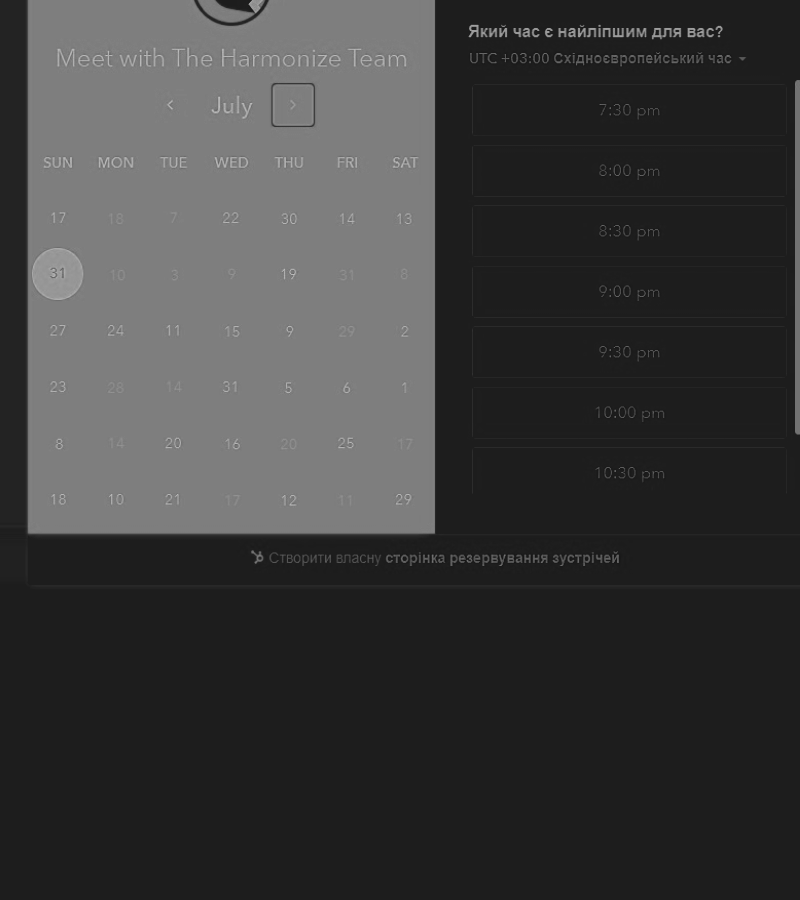 Meet with The Harmonize Team
July
SUN MON TUE WED THU FRI SAT
17 18 7 22 30 14 13
31 10 3 9 19 31 8
27 24 11 15 9 29 2
23 28 14 31 5 6 1
8 14 20 16 20 25 17
18 10 21 17 12 11 29
Який час є найліпшим для вас?
UTC +03:00 Східноєвропейський час
7:30 pm
8:00 pm
8:30 pm
9:00 pm
9:30 pm
10:00 pm
10:30 pm
Створити власну сторінка резервування зустрічей